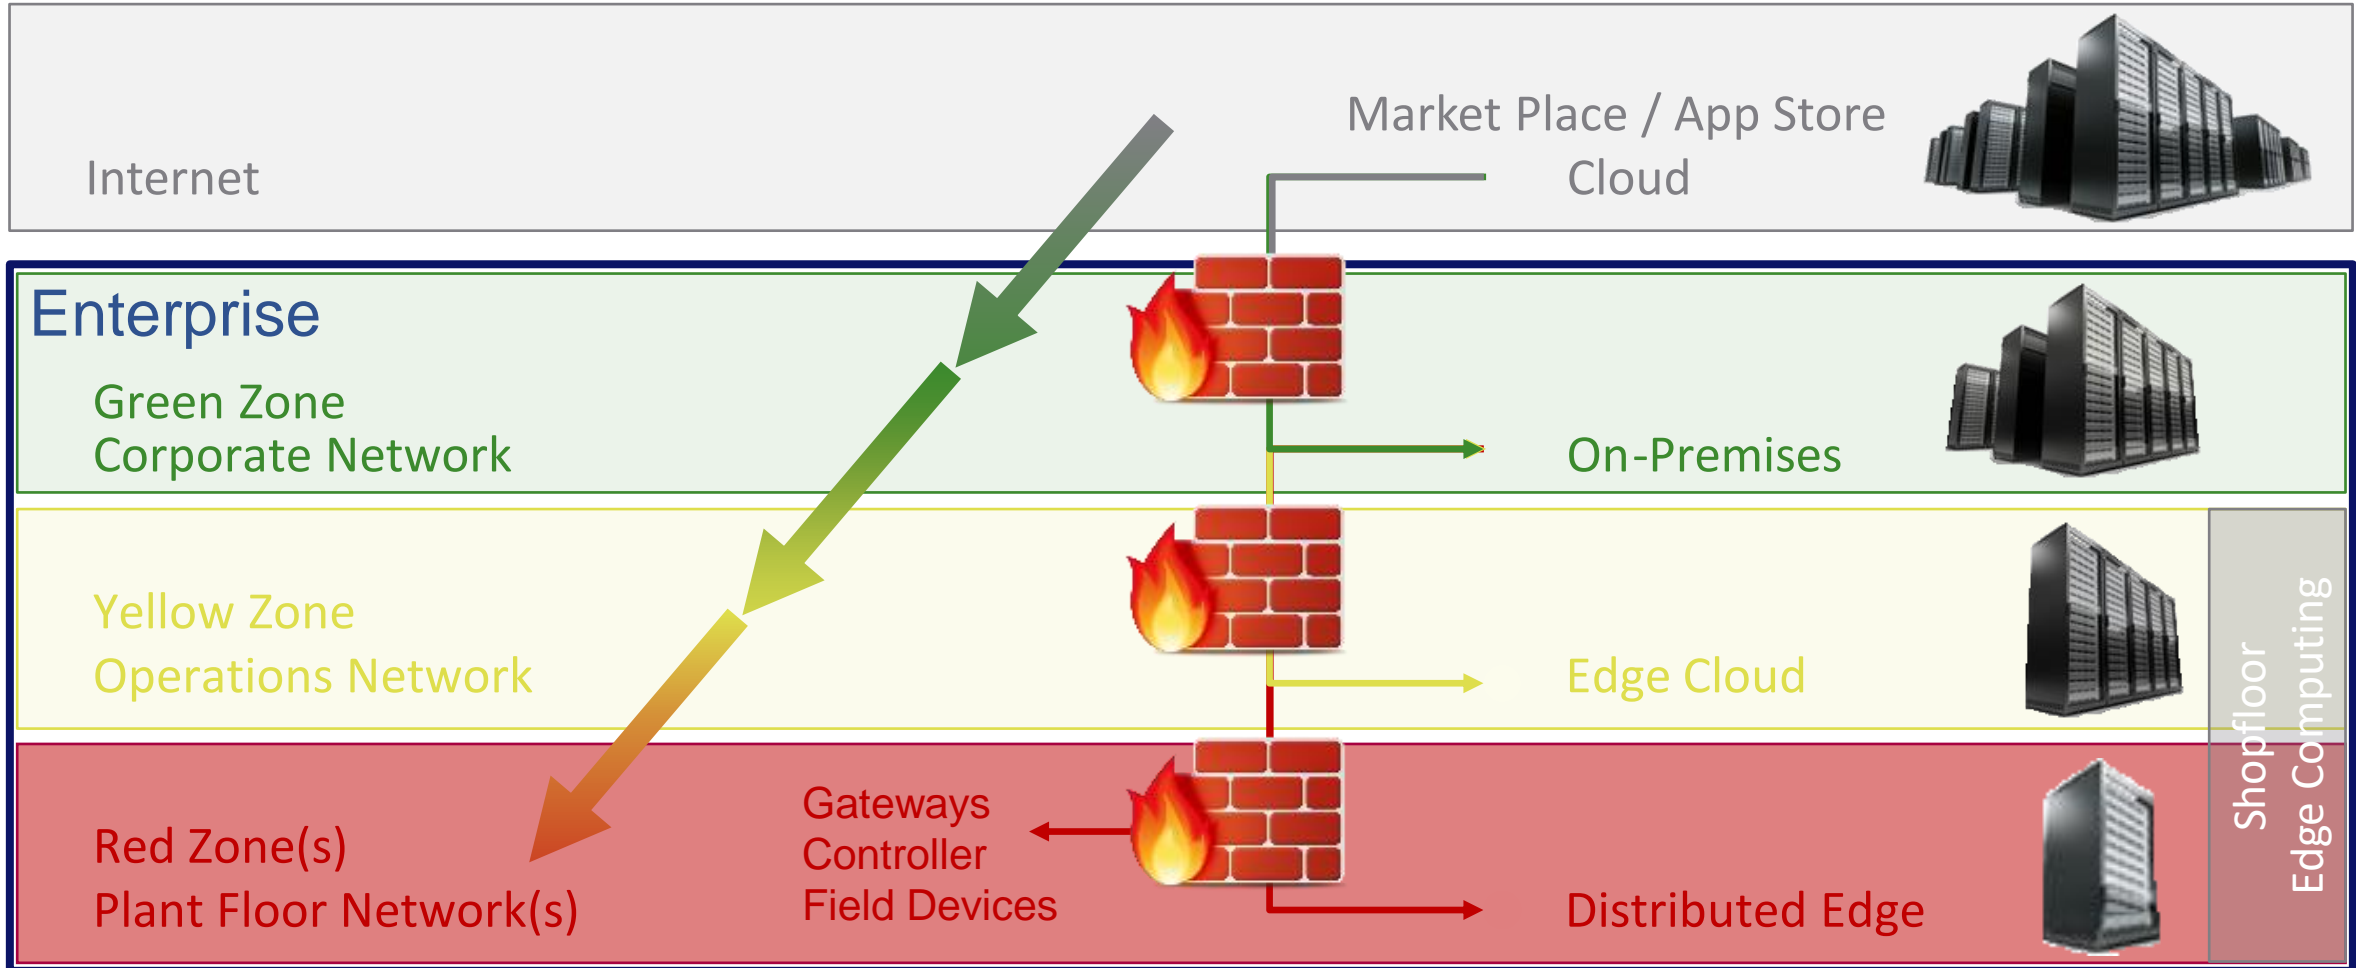 Market Place / App Store
Internet
Cloud
Enterprise
Green Zone
Corporate Network
On-Premises
Yellow Zone
Operations Network
Edge Cloud
Shopfloor
Edge Computing
Gateways
Controller
Field Devices
Red Zone(s)
Plant Floor Network(s)
Distributed Edge